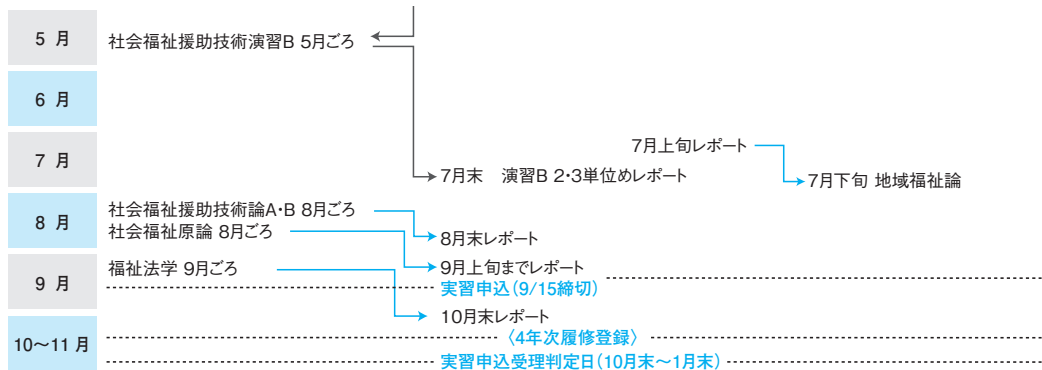 5 月
社会福祉援助技術演習B 5月ごろ
6 月
7月上旬レポート
7 月
7月末　演習B 2・3単位めレポート
7月下旬 地域福祉論
8 月
社会福祉援助技術論A・B 8月ごろ
社会福祉原論 8月ごろ
8月末レポート
9 月
福祉法学 9月ごろ
9月上旬までレポート
実習申込（9/15締切）
10月末レポート
10〜11 月
〈4年次履修登録〉
実習申込受理判定日（10月末〜1月末）